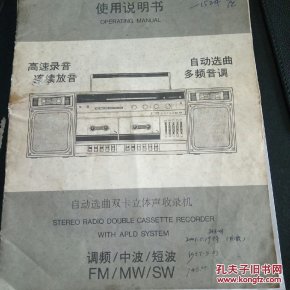 使用说明书
OPERATING MANUAL
高速录音
连续放音
自动选曲
多频音调
自动选曲双卡立体声收录机
STEREO RADIO DOUBLE CASSETTE RECORDER
WITH APLD SYSTEM
调频/中波/短波
FM/MW/SW
孔夫子旧书网